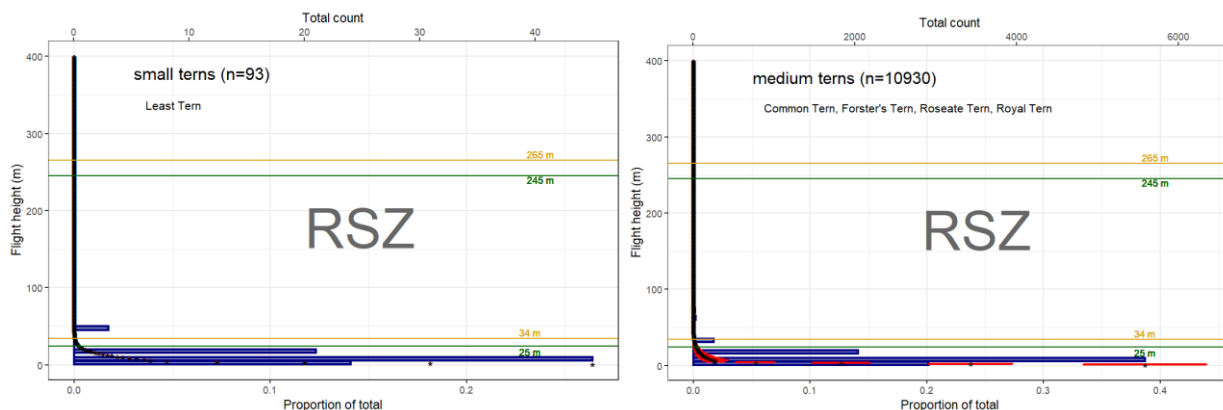 Total count
0 10 20 30 40
small terns (n=93)
Least Tern
400
300
200
100
0
Flight height (m)
265 m
245 m
RSZ
34 m
25 m
0.0 0.1 0.2
Proportion of total
Total count
0 2000 4000 6000
medium terns (n=10930)
Common Tern, Forster's Tern, Roseate Tern, Royal Tern
400
300
200
100
0
Flight height (m)
265 m
245 m
RSZ
34 m
25 m
0.0 0.1 0.2 0.3 0.4
Proportion of total